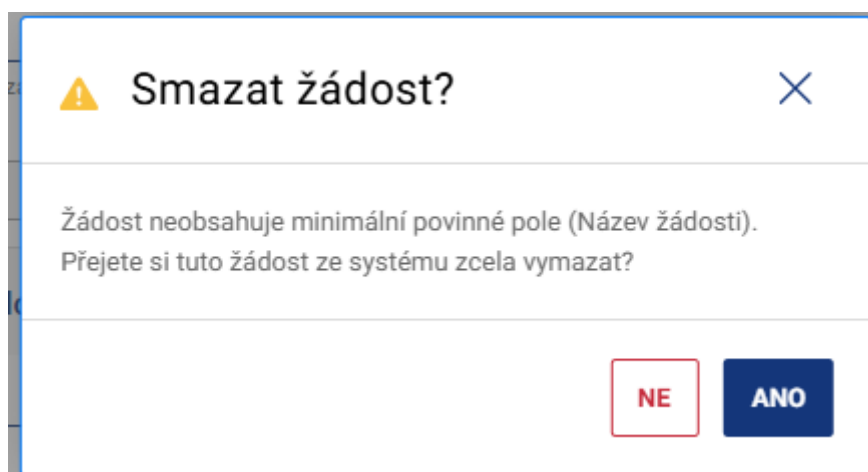 Smazat žádost?
Žádost neobsahuje minimální povinné pole (Název žádosti).
Přejete si tuto žádost ze systému zcela vymazat?
NE
ANO